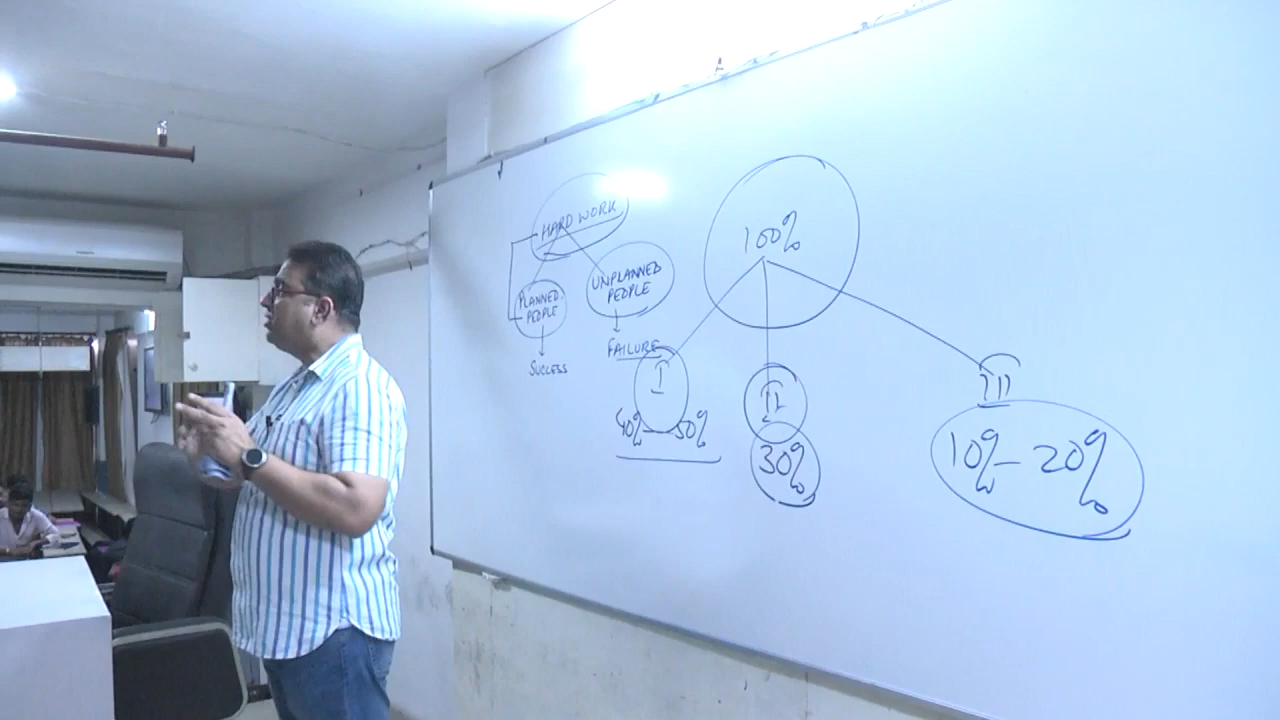 HARD WORK
PLANNED
PEOPLE
SUCCESS
UNPLANNED
PEOPLE
FAILURE
100%
I
40%-50%
II
30%
III
10%-20%